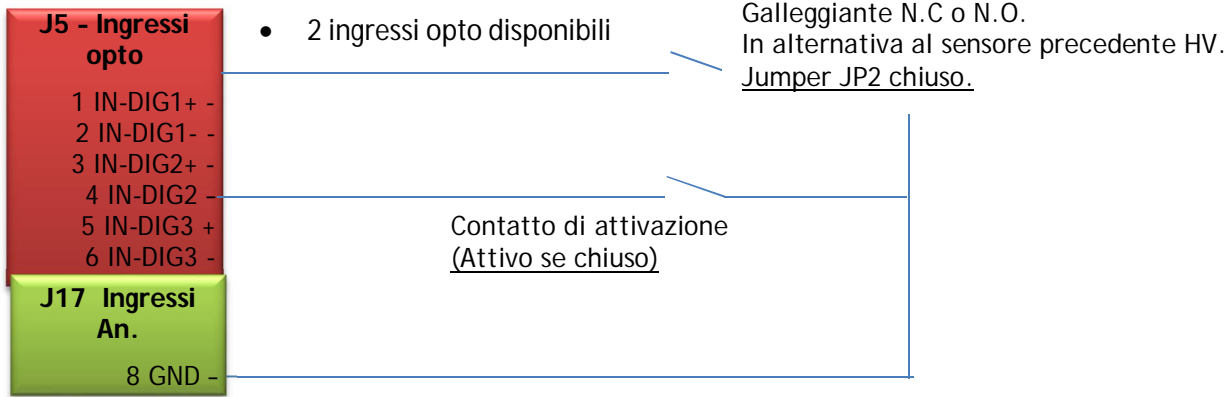 J5 - Ingressi
opto
1 IN-DIG1+ -
2 IN-DIG1- -
3 IN-DIG2+ -
4 IN-DIG2 –
5 IN-DIG3 +
6 IN-DIG3 -
J17 Ingressi
An.
8 GND –
• 2 ingressi opto disponibili
Galleggiante N.C o N.O.
In alternativa al sensore precedente HV.
Jumper JP2 chiuso.
Contatto di attivazione
(Attivo se chiuso)